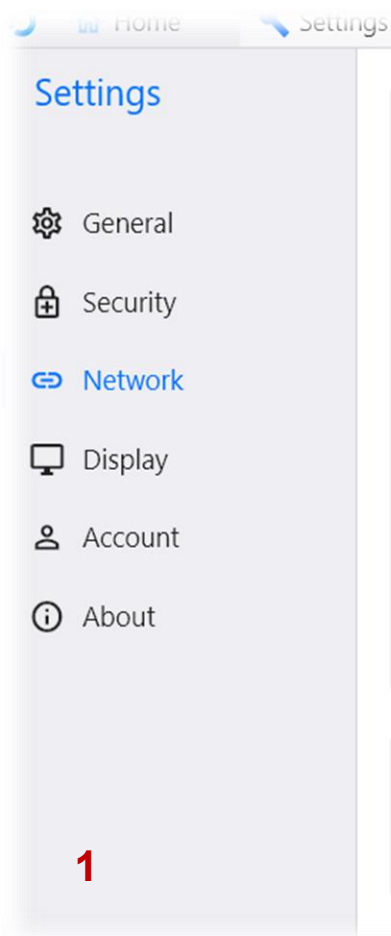 Home Settings
Settings
General
Security
Network
Display
Account
About
1